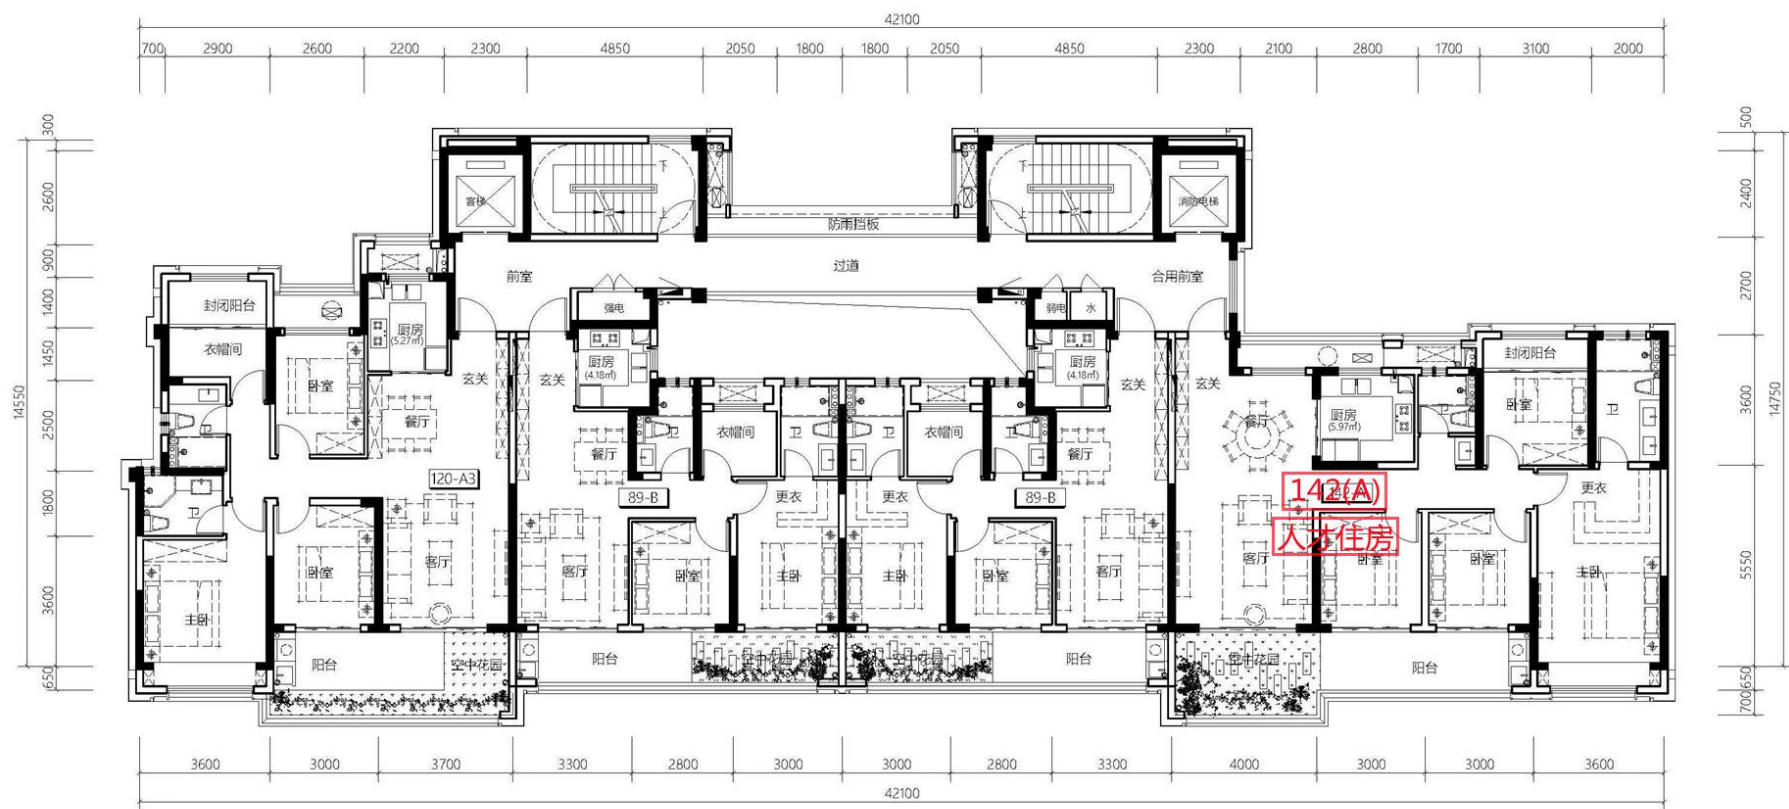 42100
700 2900 2600 2200 2300 4850 2050 1800 1800 2050 4850 2300 2100 2800 1700 3100 2000
300
2600
900
1400
1450
2500
1800
3600
650
14550
500
2400
2700
3600
5550
650
700
14750
客梯
下
上
防雨挡板
下
上
消防电梯
前室
过道
合用前室
强电
弱电
水
封闭阳台
衣帽间
卧室
厨房
(5.27㎡)
玄关
玄关
厨房
(4.18㎡)
厨房
(4.18㎡)
玄关
玄关
厨房
(5.97㎡)
封闭阳台
卧室
卫
卫
餐厅
餐厅
卫
衣帽间
卫
卫
衣帽间
卫
餐厅
餐厅
卫
120-A3
89-B
更衣
更衣
89-B
142(A)
人才住房
更衣
卫
主卧
卧室
客厅
客厅
卧室
主卧
主卧
卧室
客厅
客厅
卧室
卧室
主卧
阳台
空中花园
阳台
空中花园
空中花园
阳台
空中花园
阳台
3600 3000 3700 3300 2800 3000 3000 2800 3300 4000 3000 3000 3600
42100